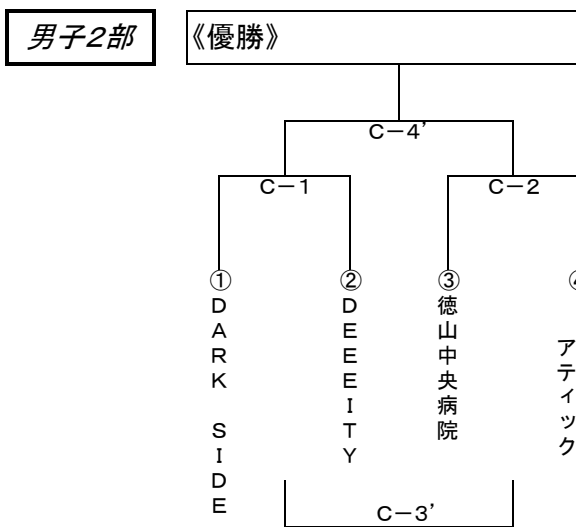 男子2部
《優勝》
C－4’
C－1
C－2
①
DARK SIDE
②
DEEEITY
③
徳山中央病院
④
アティック
C－3’